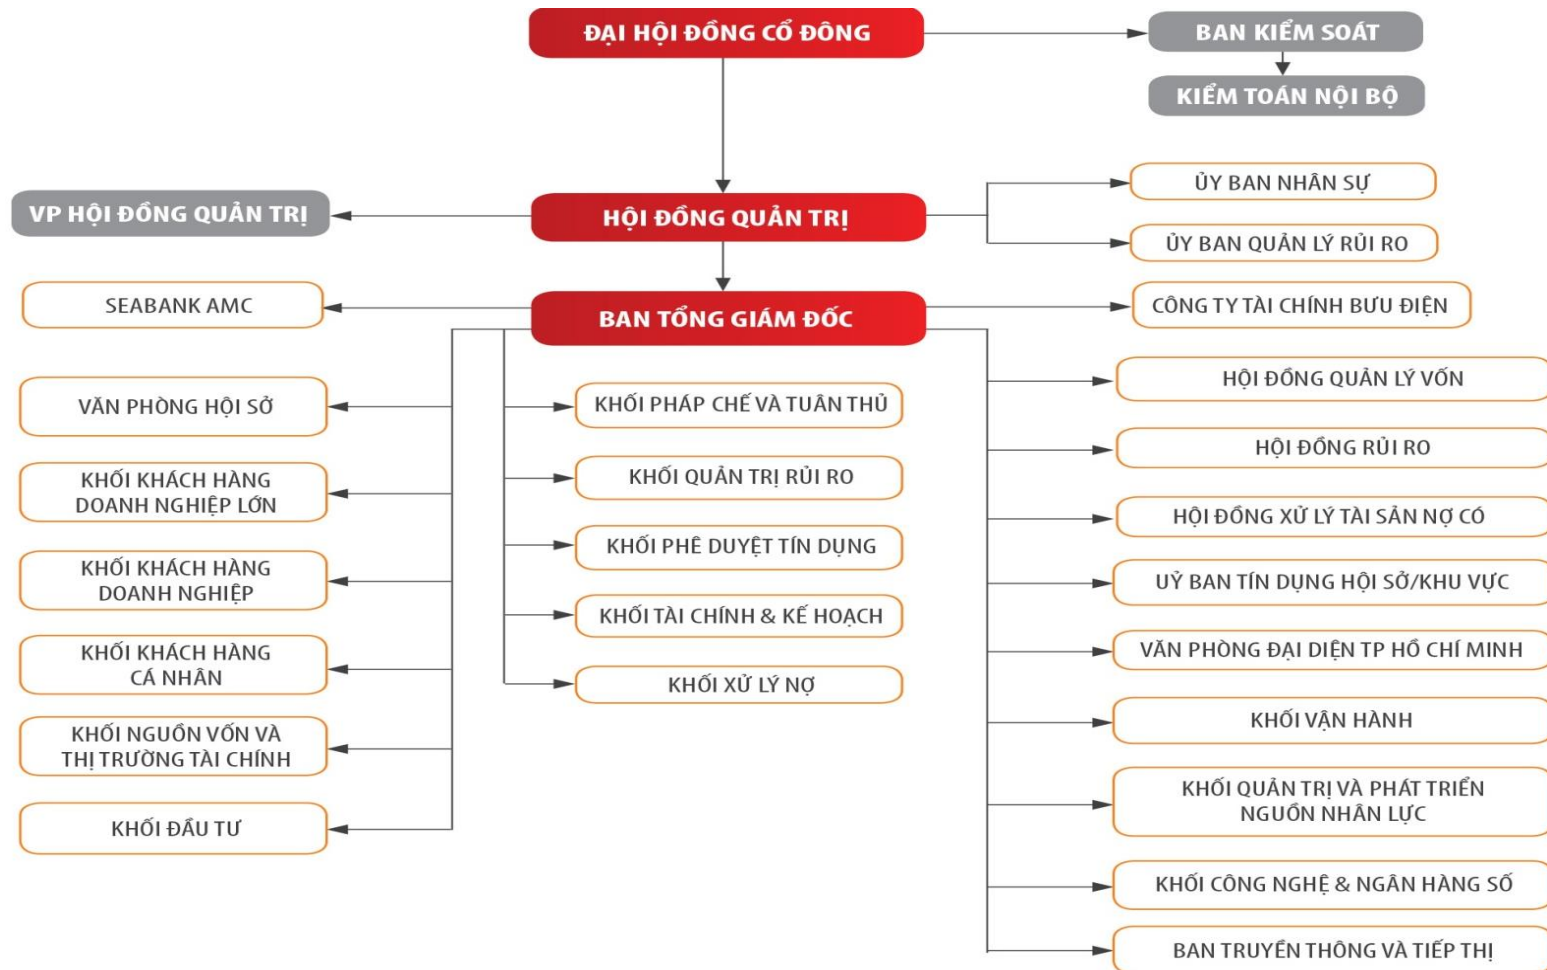 ĐẠI HỘI ĐỒNG CỔ ĐÔNG
BAN KIỂM SOÁT
KIỂM TOÁN NỘI BỘ
ỦY BAN NHÂN SỰ
VP HỘI ĐỒNG QUẢN TRỊ
HỘI ĐỒNG QUẢN TRỊ
ỦY BAN QUẢN LÝ RỦI RO
SEABANK AMC
BAN TỔNG GIÁM ĐỐC
CÔNG TY TÀI CHÍNH BƯU ĐIỆN
VĂN PHÒNG HỘI SỞ
KHỐI KHÁCH HÀNG
DOANH NGHIỆP LỚN
KHỐI KHÁCH HÀNG
DOANH NGHIỆP
KHỐI KHÁCH HÀNG
CÁ NHÂN
KHỐI NGUỒN VỐN VÀ
THỊ TRƯỜNG TÀI CHÍNH
KHỐI ĐẦU TƯ
KHỐI PHÁP CHẾ VÀ TUÂN THỦ
KHỐI QUẢN TRỊ RỦI RO
KHỐI PHÊ DUYỆT TÍN DỤNG
KHỐI TÀI CHÍNH & KẾ HOẠCH
KHỐI XỬ LÝ NỢ
HỘI ĐỒNG QUẢN LÝ VỐN
HỘI ĐỒNG RỦI RO
HỘI ĐỒNG XỬ LÝ TÀI SẢN NỢ CÓ
UỶ BAN TÍN DỤNG HỘI SỞ/KHU VỰC
VĂN PHÒNG ĐẠI DIỆN TP HỒ CHÍ MINH
KHỐI VẬN HÀNH
KHỐI QUẢN TRỊ VÀ PHÁT TRIỂN
NGUỒN NHÂN LỰC
KHỐI CÔNG NGHỆ & NGÂN HÀNG SỐ
BAN TRUYỀN THÔNG VÀ TIẾP THỊ